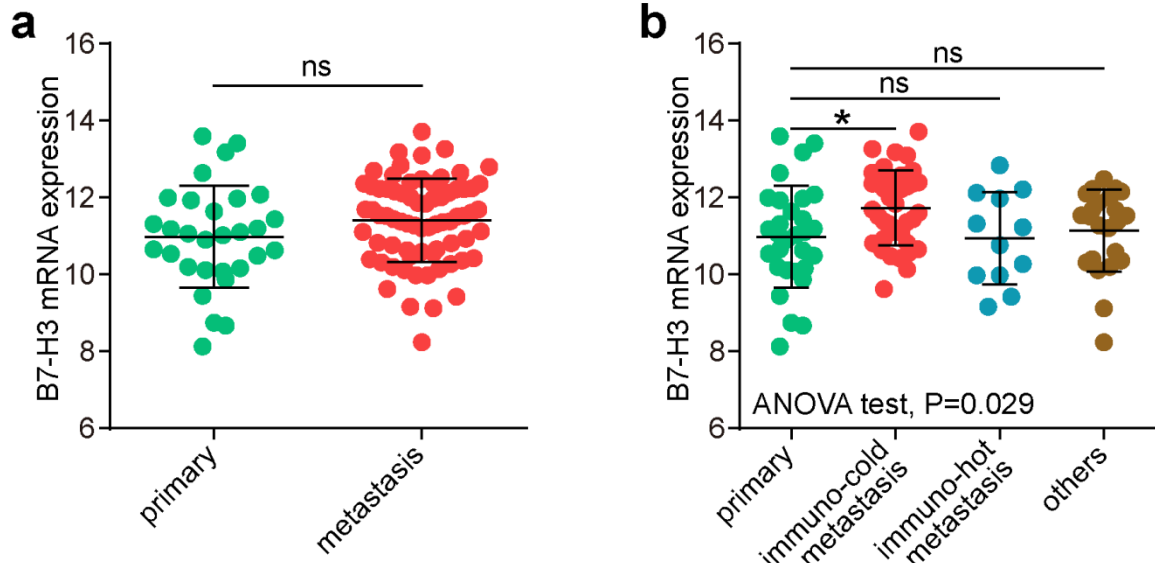 a
B7-H3 mRNA expression
16
14
12
10
8
6
ns
primary
metastasis
b
B7-H3 mRNA expression
16
14
12
10
8
6
ns
ns
*
ANOVA test, P=0.029
primary
immuno-cold
metastasis
immuno-hot
metastasis
others